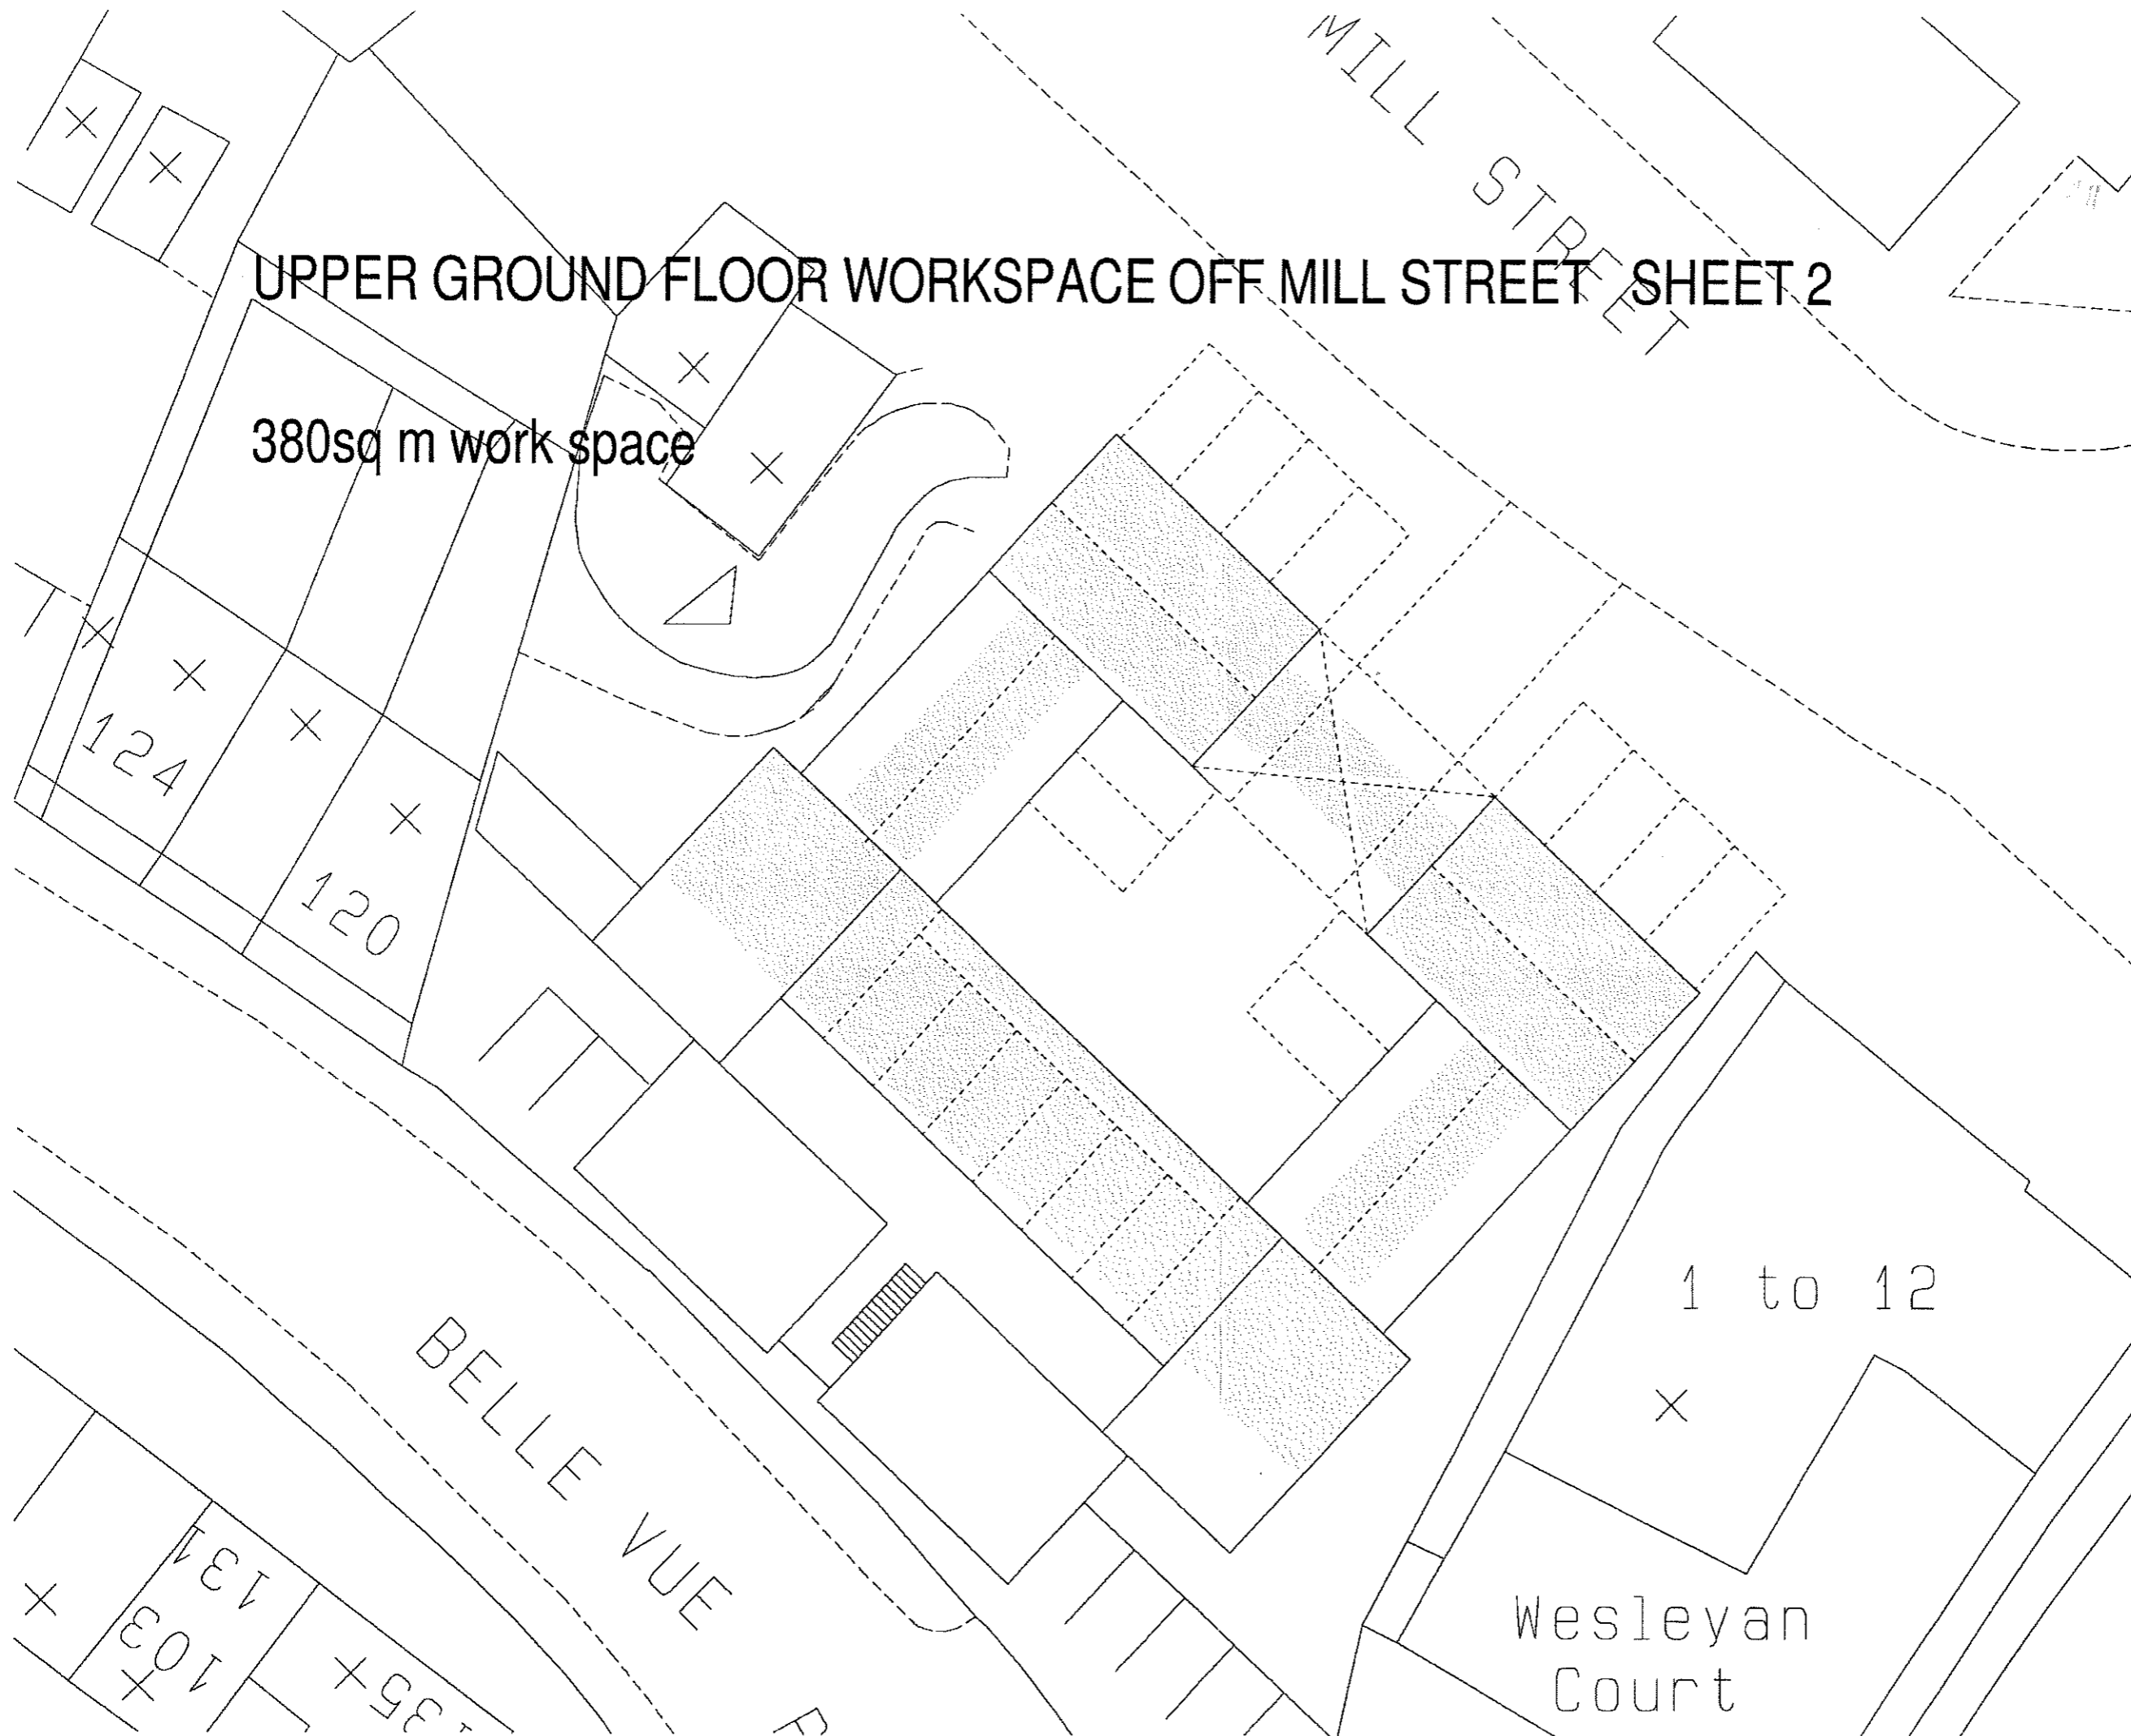 MILL STREET
UPPER GROUND FLOOR WORKSPACE OFF MILL STREET SHEET 2
380sq m work space
124
120
1 to 12
BELLE VUE
131
103
135
Wesleyan
Court